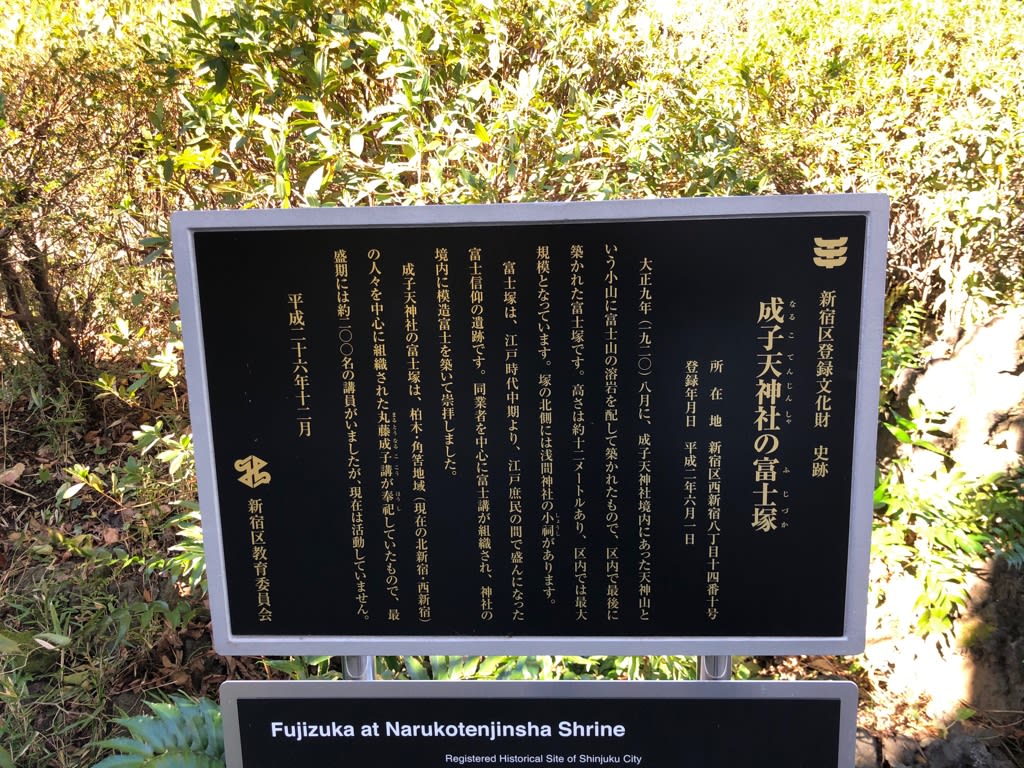 新宿区登録文化財　史跡
なるこてんじんしゃ　ふじづか
成子天神社の富士塚
所在地　新宿区西新宿八丁目十四番十号
登録年月日　平成二年六月一日
大正九年（一九二〇）八月に、成子天神社境内にあった天神山と
いう小山に富士山の溶岩を配して築かれたもので、区内で最後に
築かれた富士塚です。高さは約十二メートルあり、区内では最大
規模となっています。塚の北側には浅間神社の小祠があります。
富士塚は、江戸時代中期より、江戸庶民の間で盛んになった
富士信仰の遺跡です。同業者を中心に富士講が組織され、神社の
境内に模造富士を築いて崇拝しました。
成子天神社の富士塚は、柏木・角筈地域（現在の北新宿・西新宿）
の人々を中心に組織された丸藤成子講が奉祀していたもので、最
盛期には約二〇〇名の講員がいましたが、現在は活動していません。
平成二十六年十二月
新宿区教育委員会
Fujizuka at Narukotenjinsha Shrine
Registered Historical Site of Shinjuku City